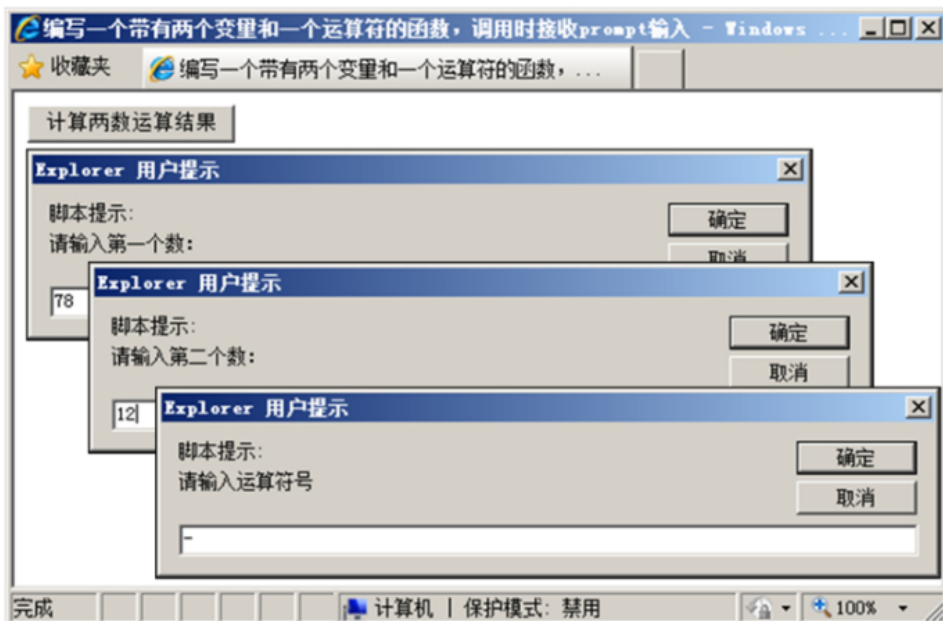 编写一个带有两个变量和一个运算符的函数，调用时接收prompt输入 - Windows ...
收藏夹
编写一个带有两个变量和一个运算符的函数，...
计算两数运算结果
Explorer 用户提示
脚本提示:
请输入第一个数:
确定
取消
78
Explorer 用户提示
脚本提示:
请输入第二个数:
确定
取消
12
Explorer 用户提示
脚本提示:
请输入运算符号
确定
取消
-
完成
计算机 | 保护模式: 禁用
100%